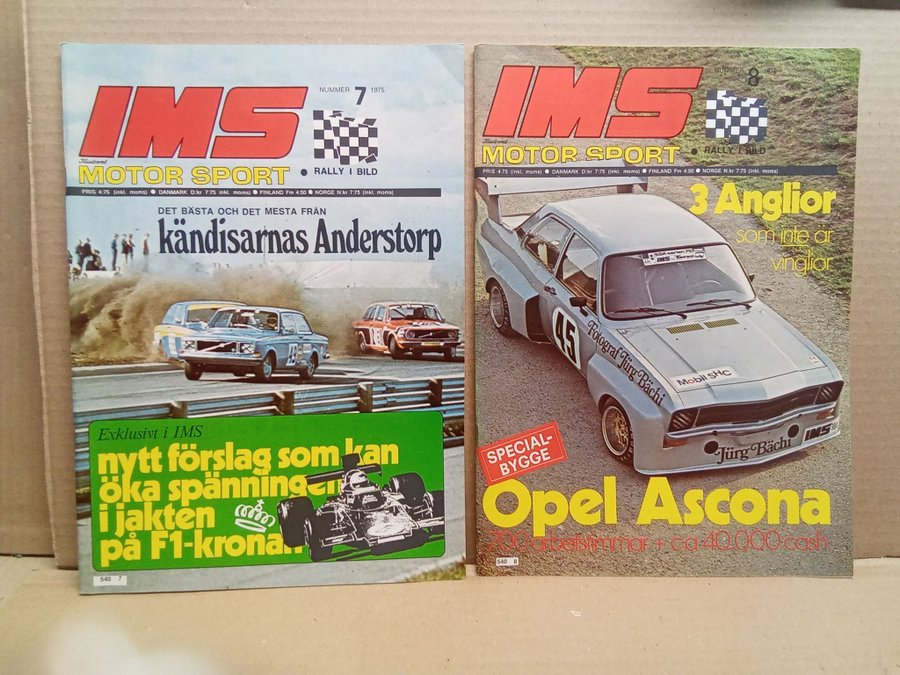 NUMMER 7 1975
IMS
Illustrerad
MOTOR SPORT • RALLY I BILD
PRIS 4:75 (inkl. moms) ● DANMARK D:kr 7:75 (inkl. moms) ● FINLAND Fm 4:50 ● NORGE N:kr 7:75 (inkl. moms)
DET BÄSTA OCH DET MESTA FRÅN
kändisarnas Anderstorp
Exklusivt i IMS
nytt förslag som kan
öka spänningen
i jakten
på F1-kronan
540 7
8
IMS
Illustrerad
MOTOR SPORT • RALLY I BILD
PRIS 4:75 (inkl. moms) ● DANMARK D:kr 7:75 (inkl. moms) ● FINLAND Fm 4:50 ● NORGE N:kr 7:75 (inkl. moms)
3 Anglior
som inte är
vinglior
45
Fotograf Jürg Bächi
Mobil SHC
Jürg-Bächi
IMS
SPECIAL-
BYGGE
Opel Ascona
700 arbetstimmar + ca 40.000 cash
540 8